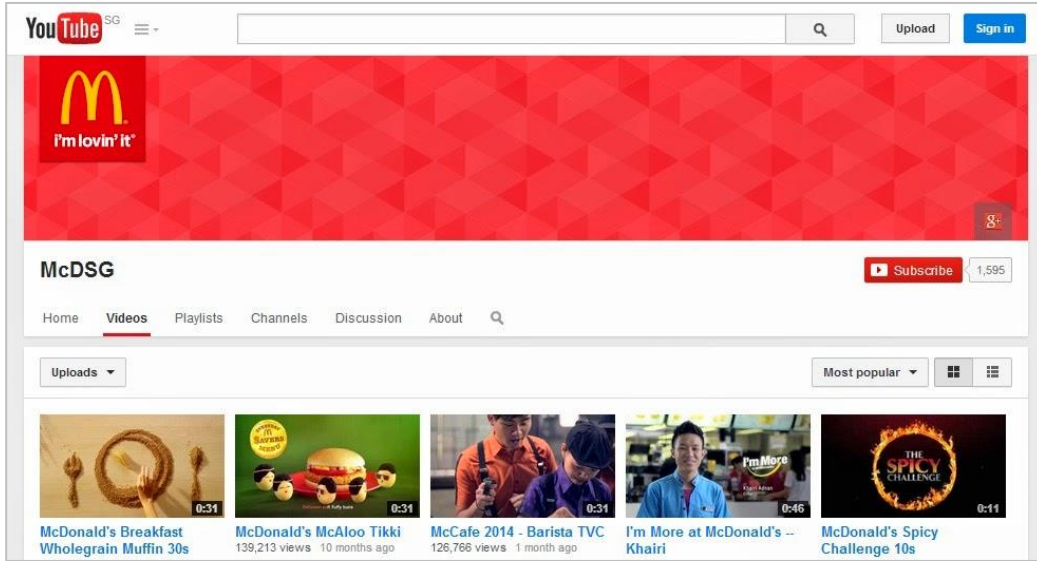 YouTube SG
Upload
Sign in
M
i'm lovin' it®
g+
McDSG
Subscribe
1,595
Home Videos Playlists Channels Discussion About
Uploads
Most popular
SAVERS
I'm More
Khairi Adnan
THE
SPICY
CHALLENGE
0:31
0:31
0:31
0:46
0:11
McDonald's Breakfast
Wholegrain Muffin 30s
McDonald's McAloo Tikki
139,213 views 10 months ago
McCafe 2014 - Barista TVC
126,766 views 1 month ago
I'm More at McDonald's --
Khairi
McDonald's Spicy
Challenge 10s